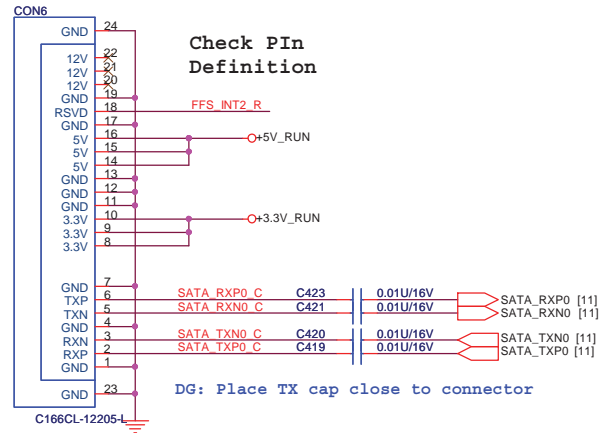 CON6
GND 24
Check PIn
Definition
12V 22
12V 21
12V 20
GND 19
RSVD 18 FFS_INT2_R
GND 17
5V 16 +5V_RUN
5V 15
5V 14
GND 13
GND 12
GND 11
3.3V 10 +3.3V_RUN
3.3V 9
3.3V 8
GND 7
TXP 6 SATA_RXP0_C C423 0.01U/16V SATA_RXP0 [11]
TXN 5 SATA_RXN0_C C421 0.01U/16V SATA_RXN0 [11]
GND 4
RXN 3 SATA_TXN0_C C420 0.01U/16V SATA_TXN0 [11]
RXP 2 SATA_TXP0_C C419 0.01U/16V SATA_TXP0 [11]
GND 1
GND 23
DG: Place TX cap close to connector
C166CL-12205-L